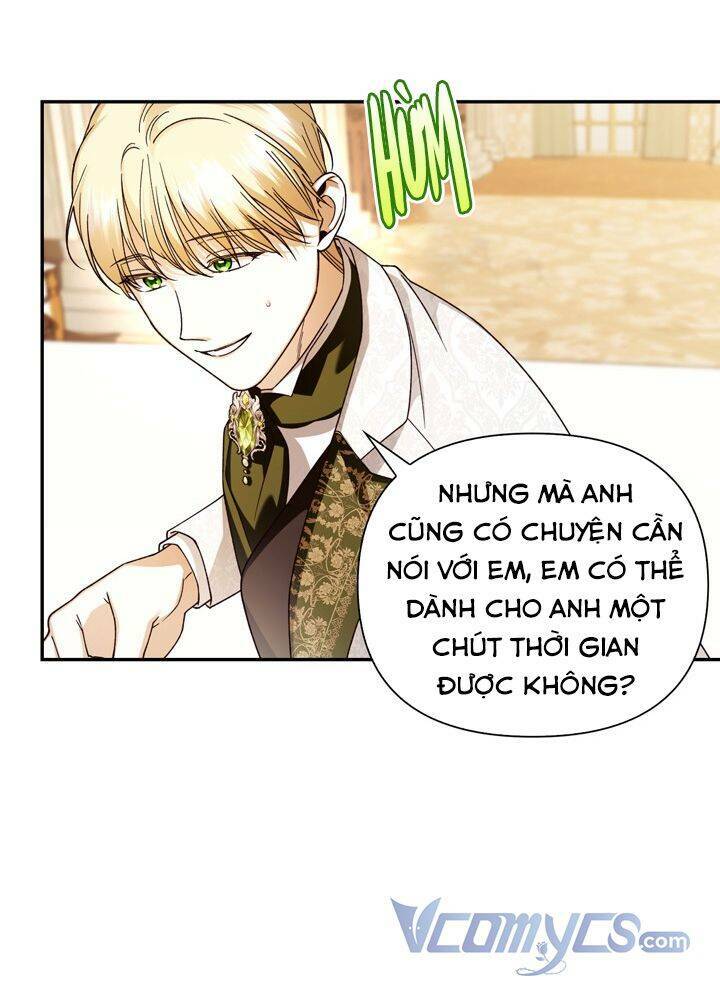 HỪM
NHƯNG MÀ ANH
CŨNG CÓ CHUYỆN CẦN
NÓI VỚI EM, EM CÓ THỂ
DÀNH CHO ANH MỘT
CHÚT THỜI GIAN
ĐƯỢC KHÔNG?
VCOMYCS.com